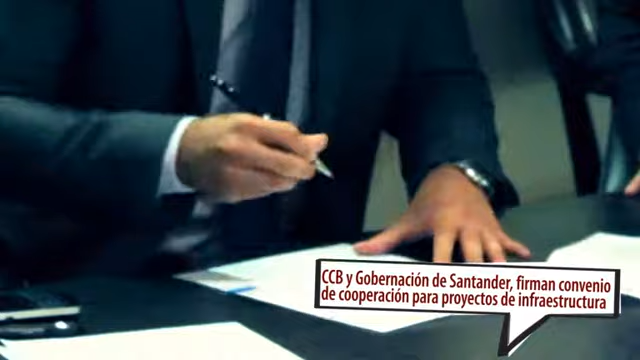 CCB y Gobernación de Santander, firman convenio
de cooperación para proyectos de infraestructura